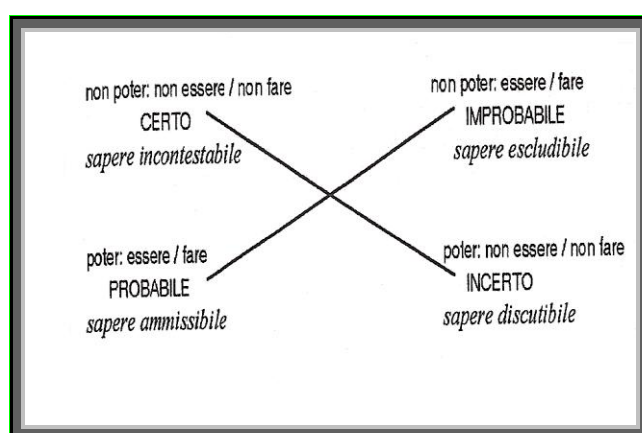 non poter: non essere / non fare
CERTO
sapere incontestabile
non poter: essere / fare
IMPROBABILE
sapere escludibile
poter: essere / fare
PROBABILE
sapere ammissibile
poter: non essere / non fare
INCERTO
sapere discutibile